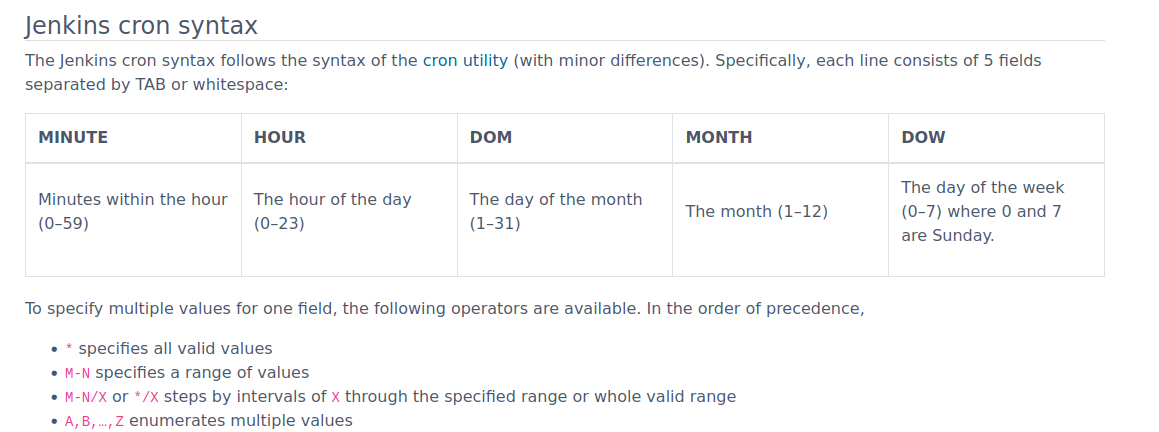 Jenkins cron syntax
The Jenkins cron syntax follows the syntax of the cron utility (with minor differences). Specifically, each line consists of 5 fields
separated by TAB or whitespace:
MINUTE HOUR DOM MONTH DOW
Minutes within the hour
(0–59)
The hour of the day
(0–23)
The day of the month
(1–31)
The month (1–12)
The day of the week
(0–7) where 0 and 7
are Sunday.
To specify multiple values for one field, the following operators are available. In the order of precedence,
• * specifies all valid values
• M-N specifies a range of values
• M-N/X or */X steps by intervals of X through the specified range or whole valid range
• A,B,…,Z enumerates multiple values